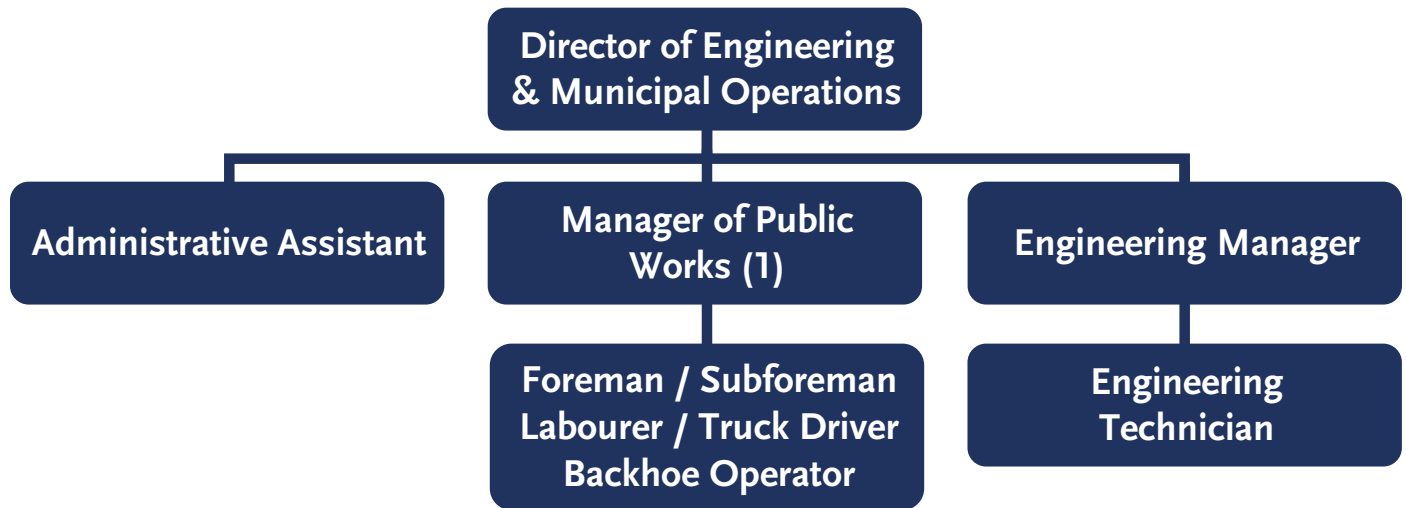 Director of Engineering
& Municipal Operations
Administrative Assistant
Manager of Public
Works (1)
Engineering Manager
Foreman / Subforeman
Labourer / Truck Driver
Backhoe Operator
Engineering
Technician